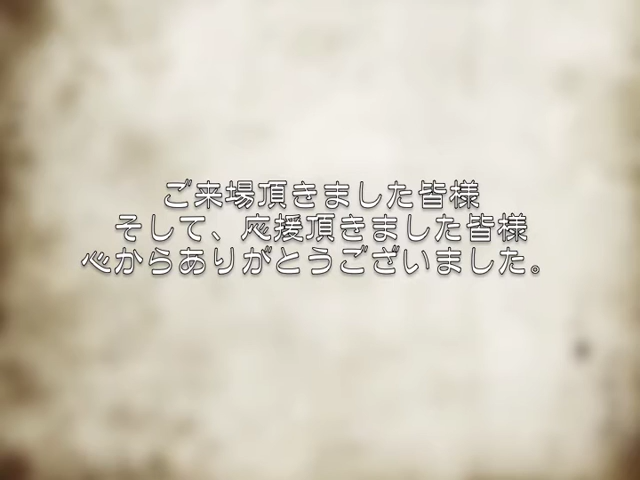 ご来場頂きました皆様
そして、応援頂きました皆様
心からありがとうございました。